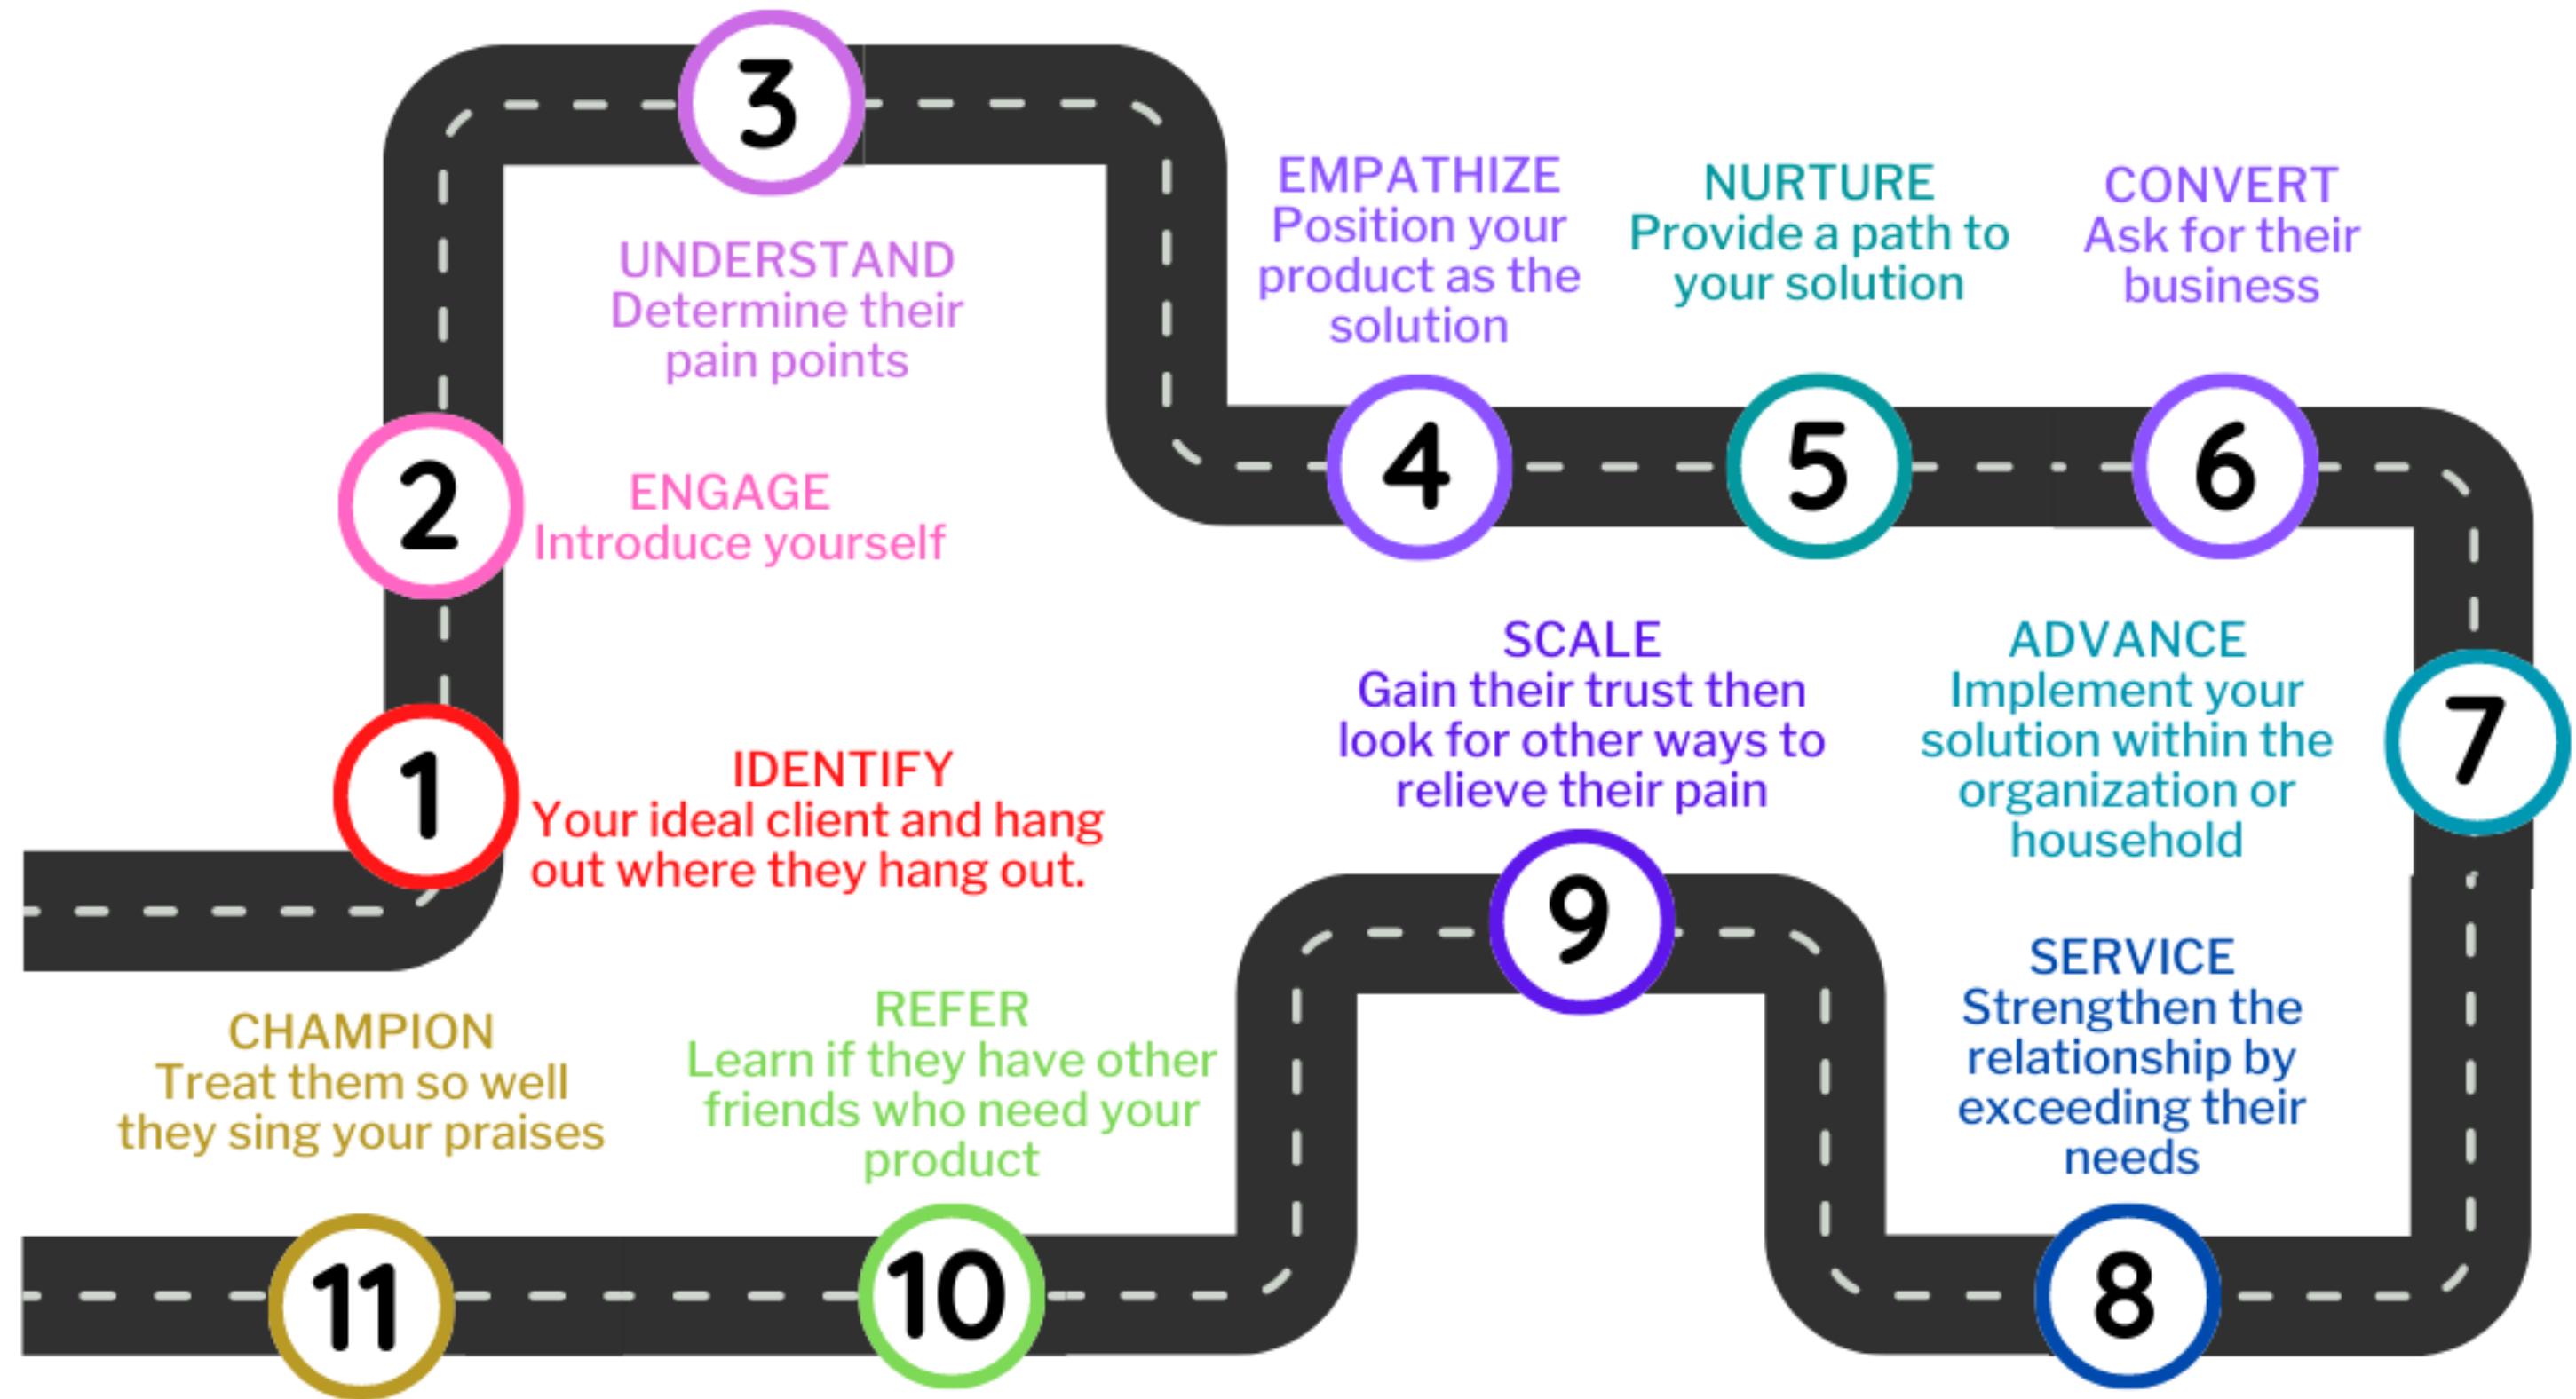 3
UNDERSTAND
Determine their
pain points
2
ENGAGE
Introduce yourself
1
IDENTIFY
Your ideal client and hang
out where they hang out.
EMPATHIZE
Position your
product as the
solution
4
NURTURE
Provide a path to
your solution
5
CONVERT
Ask for their
business
6
ADVANCE
Implement your
solution within the
organization or
household
7
SERVICE
Strengthen the
relationship by
exceeding their
needs
8
SCALE
Gain their trust then
look for other ways to
relieve their pain
9
REFER
Learn if they have other
friends who need your
product
10
CHAMPION
Treat them so well
they sing your praises
11